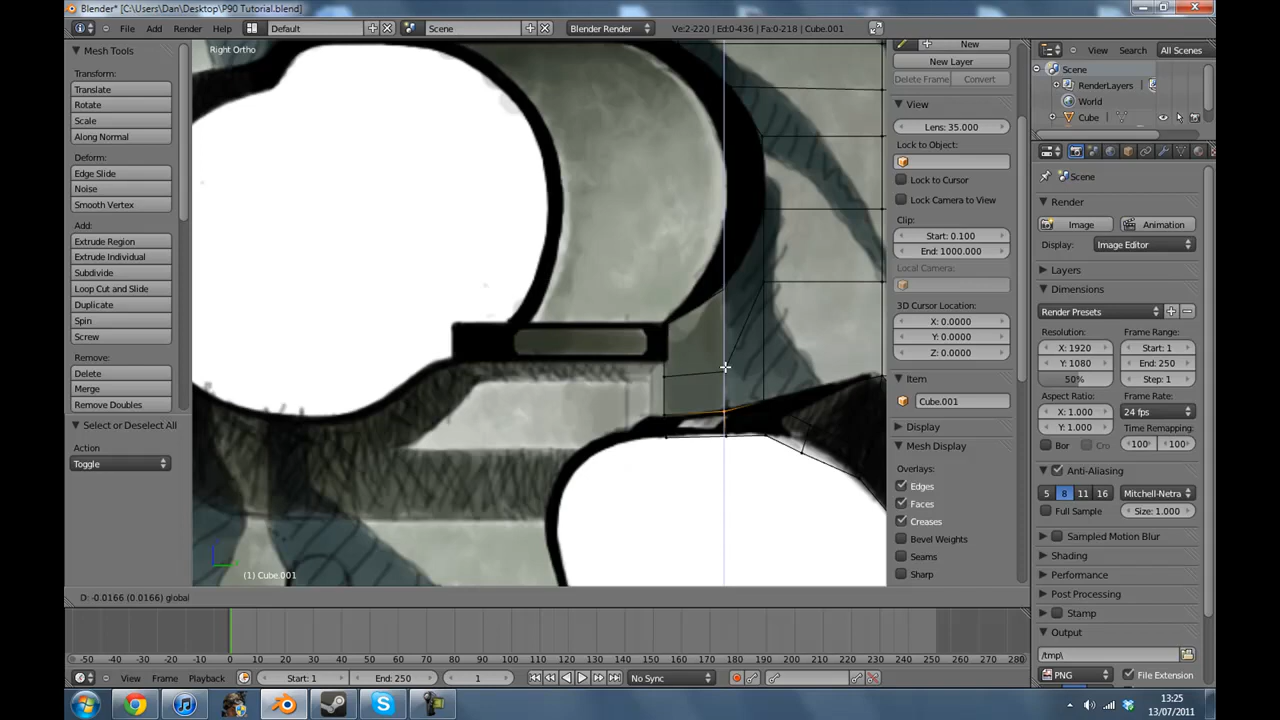 Blender* [C:\Users\Dan\Desktop\P90 Tutorial.blend]
File Add Render Help Default Scene Blender Render Ve:2-220 | Ed:0-436 | Fa:0-218 | Cube.001
Mesh Tools
Transform:
Translate
Rotate
Scale
Along Normal
Deform:
Edge Slide
Noise
Smooth Vertex
Add:
Extrude Region
Extrude Individual
Subdivide
Loop Cut and Slide
Duplicate
Spin
Screw
Remove:
Delete
Merge
Remove Doubles
Select or Deselect All
Action
Toggle
Right Ortho
(1) Cube.001
D: -0.0166 (0.0166) global
New
New Layer
Delete Frame Convert
View
Lens: 35.000
Lock to Object:
Lock to Cursor
Lock Camera to View
Clip:
Start: 0.100
End: 1000.000
Local Camera:
3D Cursor Location:
X: 0.0000
Y: 0.0000
Z: 0.0000
Item
Cube.001
Display
Mesh Display
Overlays:
Edges
Faces
Creases
Bevel Weights
Seams
Sharp
View Search All Scenes
Scene
RenderLayers
World
Cube
Scene
Render
Image Animation
Display: Image Editor
Layers
Dimensions
Render Presets
Resolution: Frame Range:
X: 1920 Start: 1
Y: 1080 End: 250
50% Step: 1
Aspect Ratio: Frame Rate:
X: 1.000 24 fps
Y: 1.000 Time Remapping:
Bor Cro 100 100
Anti-Aliasing
5 8 11 16 Mitchell-Netra
Full Sample Size: 1.000
Sampled Motion Blur
Shading
Performance
Post Processing
Stamp
Output
/tmp\
PNG File Extension
-50 -40 -30 -20 -10 0 10 20 30 40 50 60 70 80 90 100 110 120 130 140 150 160 170 180 190 200 210 220 230 240 250 260 270 280
View Frame Playback Start: 1 End: 250 1 No Sync
13:25
13/07/2011